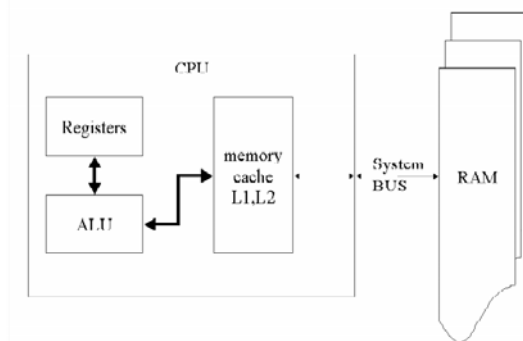 CPU
Registers
ALU
memory
cache
L1,L2
System
BUS
RAM